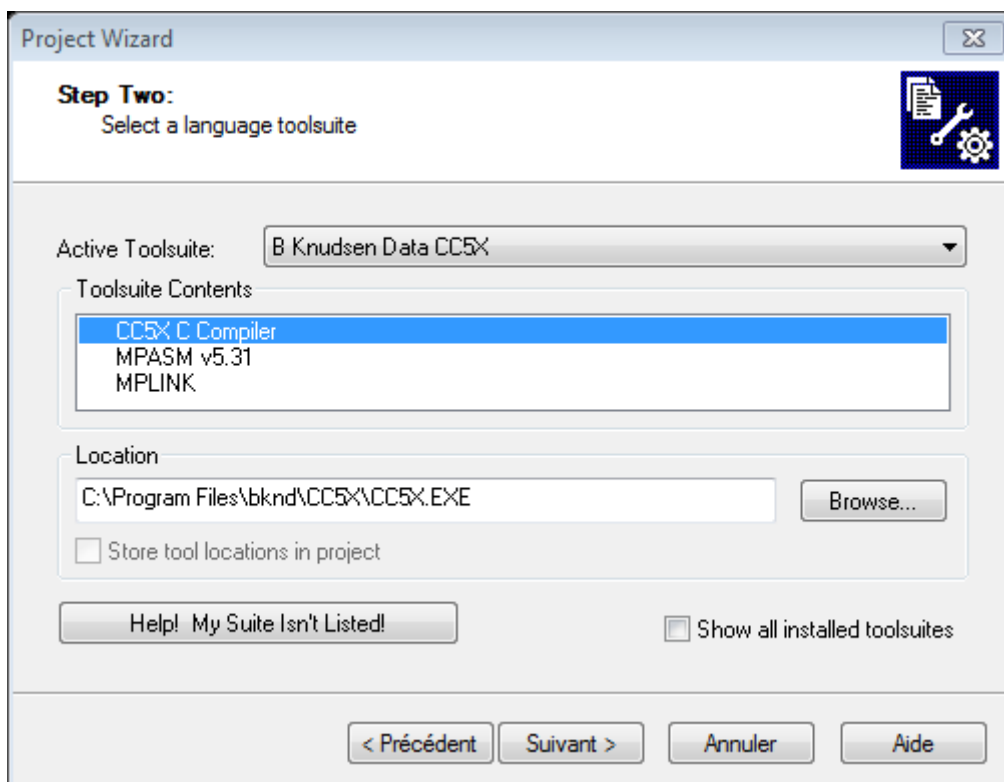 Project Wizard
Step Two:
Select a language toolsuite
Active Toolsuite: B Knudsen Data CC5X
Toolsuite Contents
CC5X C Compiler
MPASM v5.31
MPLINK
Location
C:\Program Files\bknd\CC5X\CC5X.EXE Browse...
Store tool locations in project
Help! My Suite Isn't Listed! Show all installed toolsuites
< Précédent Suivant > Annuler Aide